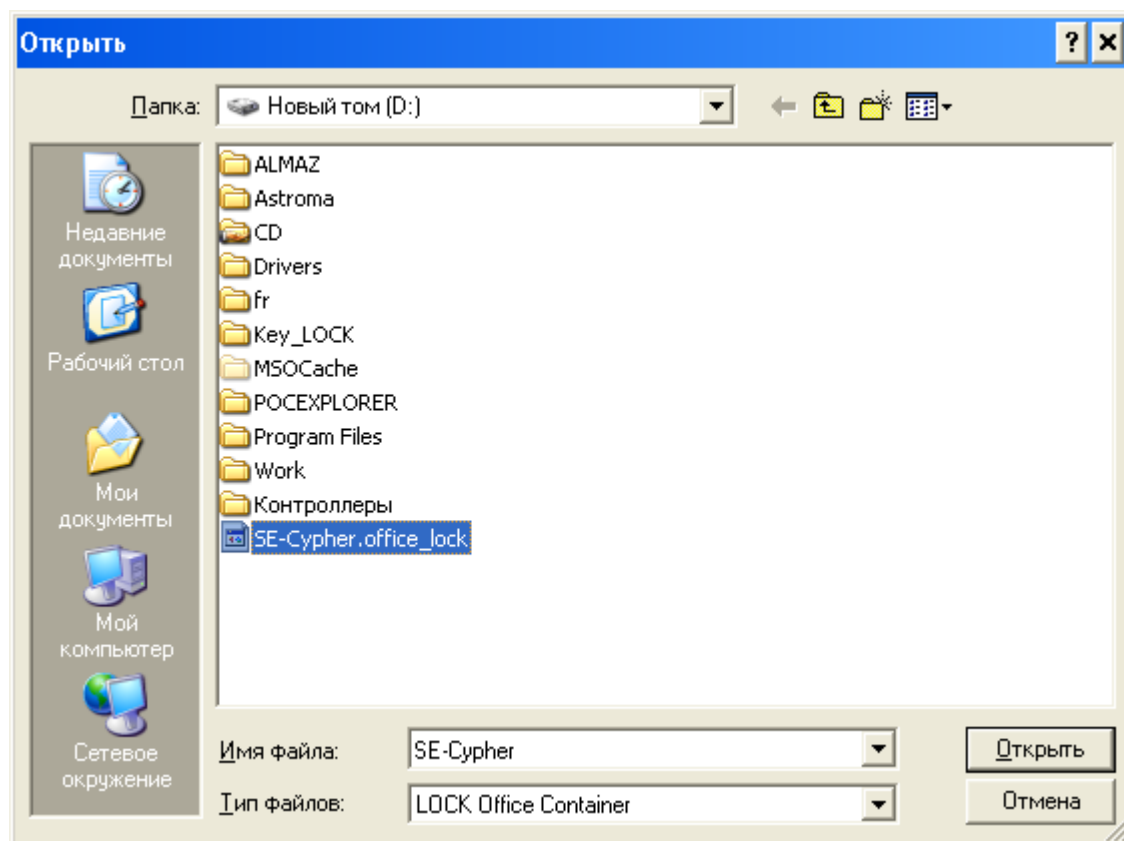 Открыть
Папка: Новый том (D:)
Недавние
документы
Рабочий стол
Мои
документы
Мой
компьютер
Сетевое
окружение
ALMAZ
Astroma
CD
Drivers
fr
Key_LOCK
MSOCache
POCEXPLORER
Program Files
Work
Контроллеры
SE-Cypher.office_lock
Имя файла: SE-Cypher Открыть
Тип файлов: LOCK Office Container Отмена